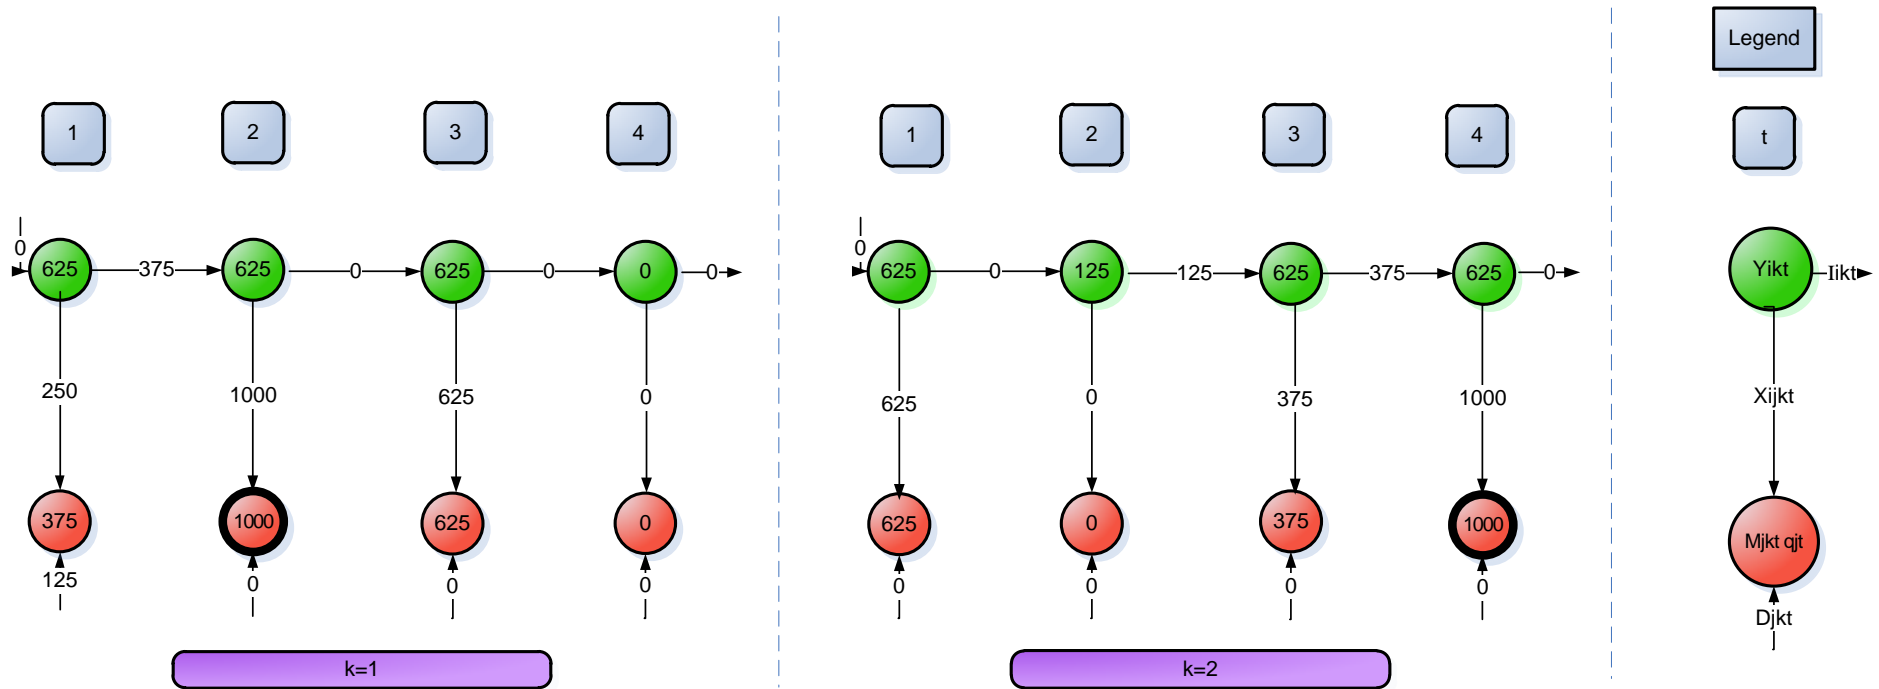 Legend
1 2 3 4 1 2 3 4 t
0 0
625 375 625 0 625 0 0 0 625 0 125 125 625 375 625 0 Yikt Iikt
250 1000 625 0 625 0 375 1000 Xijkt
375 1000 625 0 625 0 375 1000 Mjkt qjt
125 0 0 0 0 0 0 0 Djkt
k=1 k=2